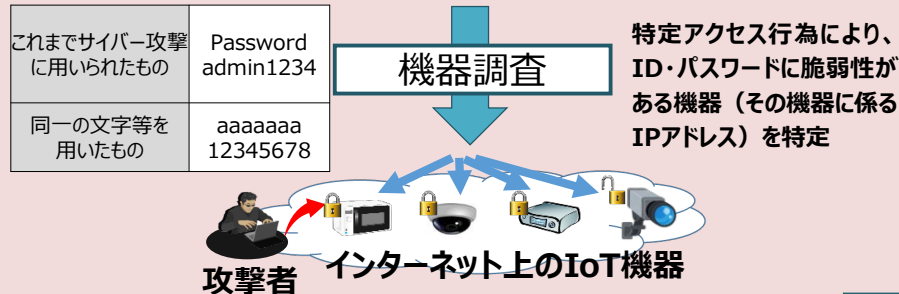 これまでサイバー攻撃
に用いられたもの
Password
admin1234
同一の文字等を
用いたもの
aaaaaaa
12345678
機器調査
特定アクセス行為により、
ID・パスワードに脆弱性が
ある機器（その機器に係る
IPアドレス）を特定
攻撃者
インターネット上のIoT機器